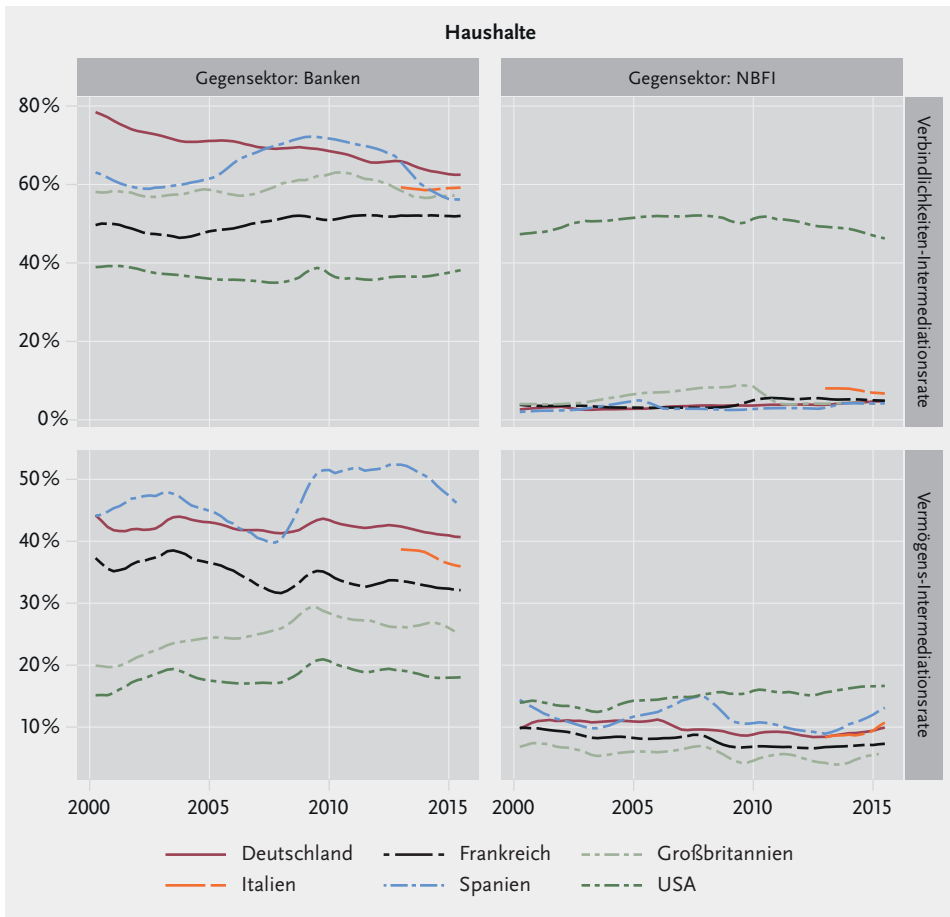 Haushalte
Gegensektor: Banken
Gegensektor: NBFI
80%
60%
40%
20%
0%
Verbindlichkeiten-Intermediationsrate
50%
40%
30%
20%
10%
Vermögens-Intermediationsrate
2000 2005 2010 2015
2000 2005 2010 2015
Deutschland Frankreich Großbritannien
Italien Spanien USA